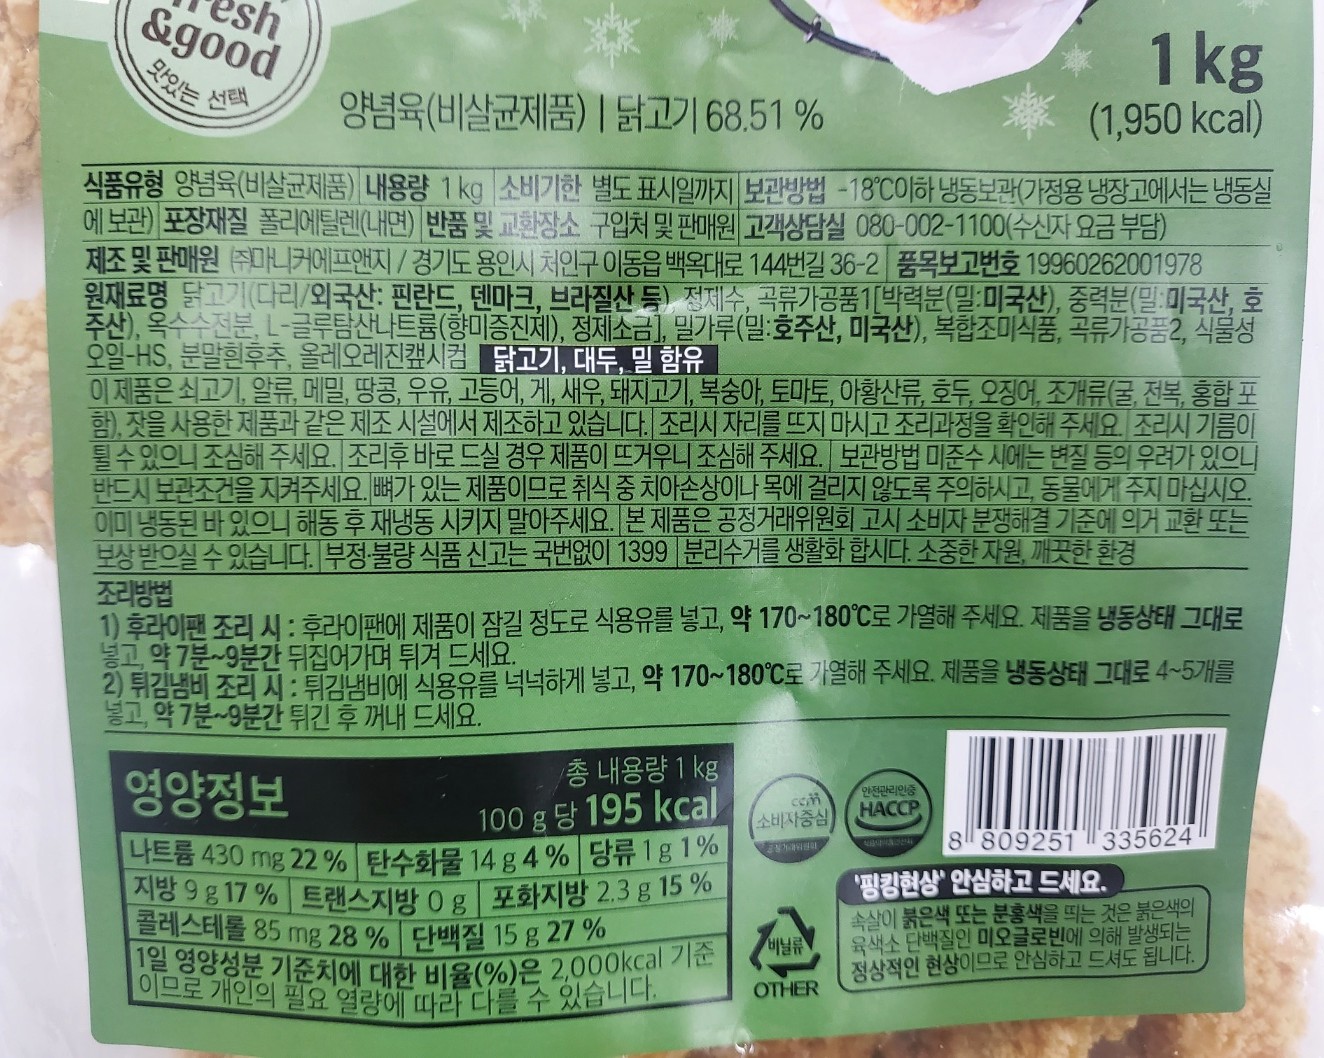 &good
맛있는 선택
1 kg
(1,950 kcal)
양념육(비살균제품) | 닭고기 68.51 %
식품유형 양념육(비살균제품) 내용량 1 kg 소비기한 별도 표시일까지 보관방법 -18℃이하 냉동보관(가정용 냉장고에서는 냉동실
에 보관) 포장재질 폴리에틸렌(내면) 반품 및 교환장소 구입처 및 판매원 고객상담실 080-002-1100(수신자 요금 부담)
제조 및 판매원 ㈜마니커에프앤지 / 경기도 용인시 처인구 이동읍 백옥대로 144번길 36-2 품목보고번호 19960262001978
원재료명 닭고기(다리/외국산: 핀란드, 덴마크, 브라질산 등), 정제수, 곡류가공품1[박력분(밀:미국산), 중력분(밀:미국산, 호
주산), 옥수수전분, L-글루탐산나트륨(향미증진제), 정제소금], 밀가루(밀:호주산, 미국산), 복합조미식품, 곡류가공품2, 식물성
오일-HS, 분말흰후추, 올레오레진캪시컴 닭고기, 대두, 밀 함유
이 제품은 쇠고기, 알류, 메밀, 땅콩, 우유, 고등어, 게, 새우, 돼지고기, 복숭아, 토마토, 아황산류, 호두, 오징어, 조개류(굴, 전복, 홍합 포
함), 잣을 사용한 제품과 같은 제조 시설에서 제조하고 있습니다. 조리시 자리를 뜨지 마시고 조리과정을 확인해 주세요. 조리시 기름이
튈 수 있으니 조심해 주세요. 조리후 바로 드실 경우 제품이 뜨거우니 조심해 주세요. 보관방법 미준수 시에는 변질 등의 우려가 있으니
반드시 보관조건을 지켜주세요. 뼈가 있는 제품이므로 취식 중 치아손상이나 목에 걸리지 않도록 주의하시고, 동물에게 주지 마십시오.
이미 냉동된 바 있으니 해동 후 재냉동 시키지 말아주세요. 본 제품은 공정거래위원회 고시 소비자 분쟁해결 기준에 의거 교환 또는
보상 받으실 수 있습니다. 부정·불량 식품 신고는 국번없이 1399 분리수거를 생활화 합시다. 소중한 자원, 깨끗한 환경
조리방법
1) 후라이팬 조리 시 : 후라이팬에 제품이 잠길 정도로 식용유를 넣고, 약 170~180℃로 가열해 주세요. 제품을 냉동상태 그대로
넣고, 약 7분~9분간 뒤집어가며 튀겨 드세요.
2) 튀김냄비 조리 시 : 튀김냄비에 식용유를 넉넉하게 넣고, 약 170~180℃로 가열해 주세요. 제품을 냉동상태 그대로 4~5개를
넣고, 약 7분~9분간 튀긴 후 꺼내 드세요.
영양정보
총 내용량 1 kg
100 g 당 195 kcal
나트륨 430 mg 22 % 탄수화물 14 g 4 % 당류 1 g 1 %
지방 9 g 17 % 트랜스지방 0 g 포화지방 2.3 g 15 %
콜레스테롤 85 mg 28 % 단백질 15 g 27 %
1일 영양성분 기준치에 대한 비율(%)은 2,000kcal 기준
이므로 개인의 필요 열량에 따라 다를 수 있습니다.
ccm
소비자중심
공정거래위원회
안전관리인증
HACCP
8 809251 335624
비닐류
OTHER
'핑킹현상' 안심하고 드세요.
속살이 붉은색 또는 분홍색을 띄는 것은 붉은색의
육색소 단백질인 미오글로빈에 의해 발생되는
정상적인 현상이므로 안심하고 드셔도 됩니다.